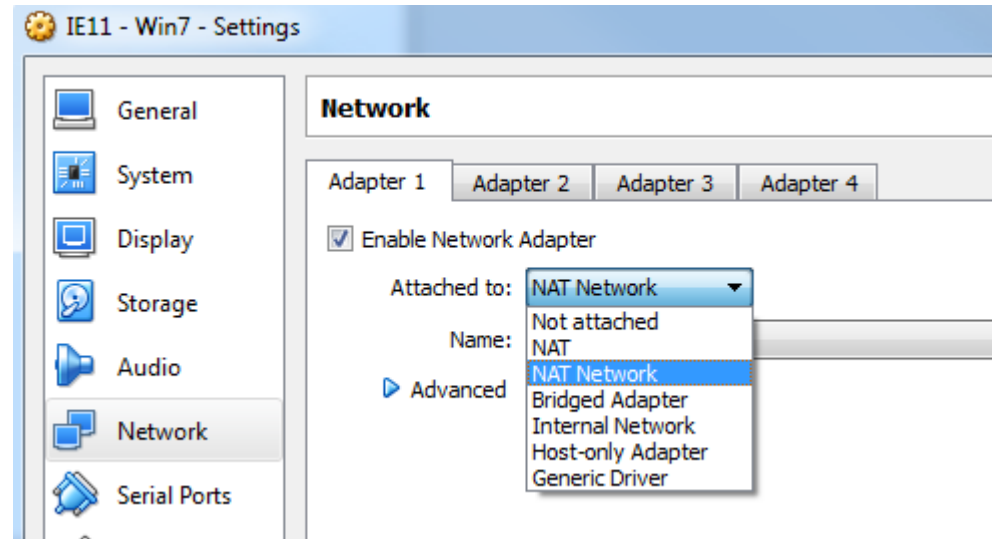 IE11 - Win7 - Settings
General
System
Display
Storage
Audio
Network
Serial Ports
Network
Adapter 1 Adapter 2 Adapter 3 Adapter 4
Enable Network Adapter
Attached to: NAT Network
Not attached
Name:
NAT
NAT Network
Advanced
Bridged Adapter
Internal Network
Host-only Adapter
Generic Driver